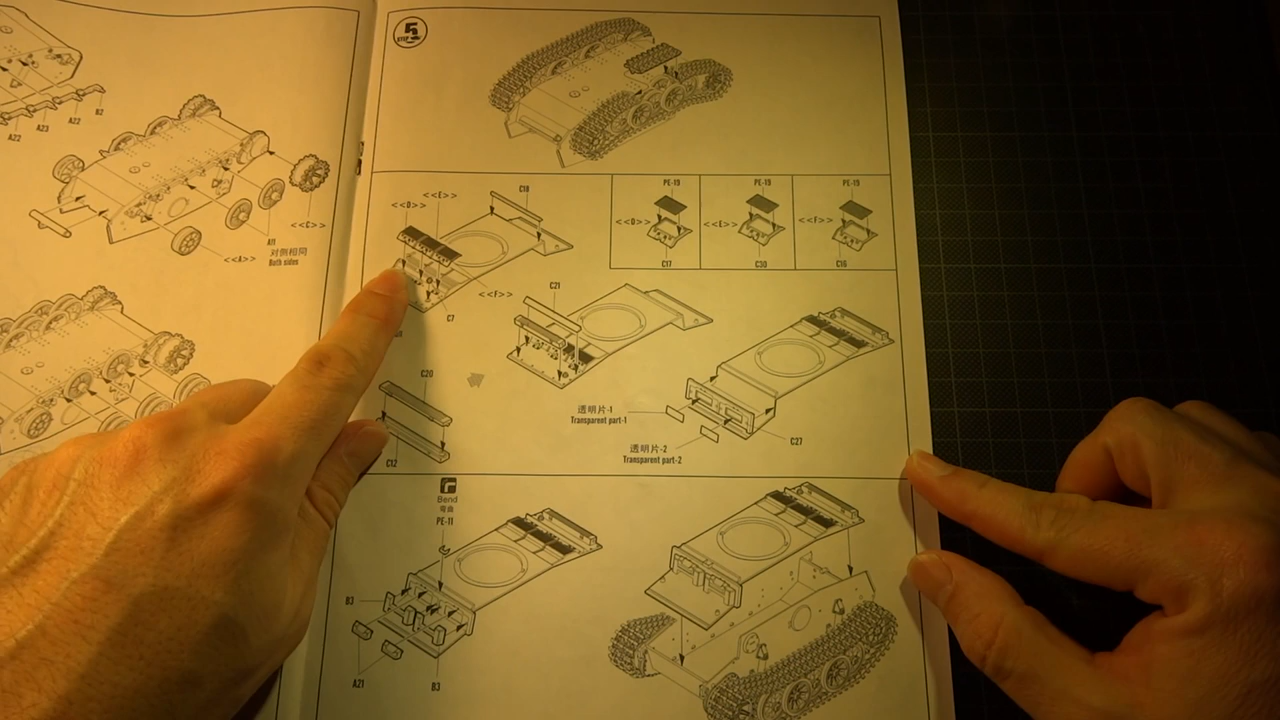 A22
A23
A22
B2
A11
对侧相同
Both sides
<<A>>
<<C>>
5
STEP
<<D>>
<<E>>
C18
<<F>>
C7
PE-19
PE-19
PE-19
<<D>>
<<E>>
<<F>>
C17
C30
C16
C21
C20
C12
透明片-1
Transparent part-1
透明片-2
Transparent part-2
C27
Bend
弯曲
PE-11
B3
A21
B3